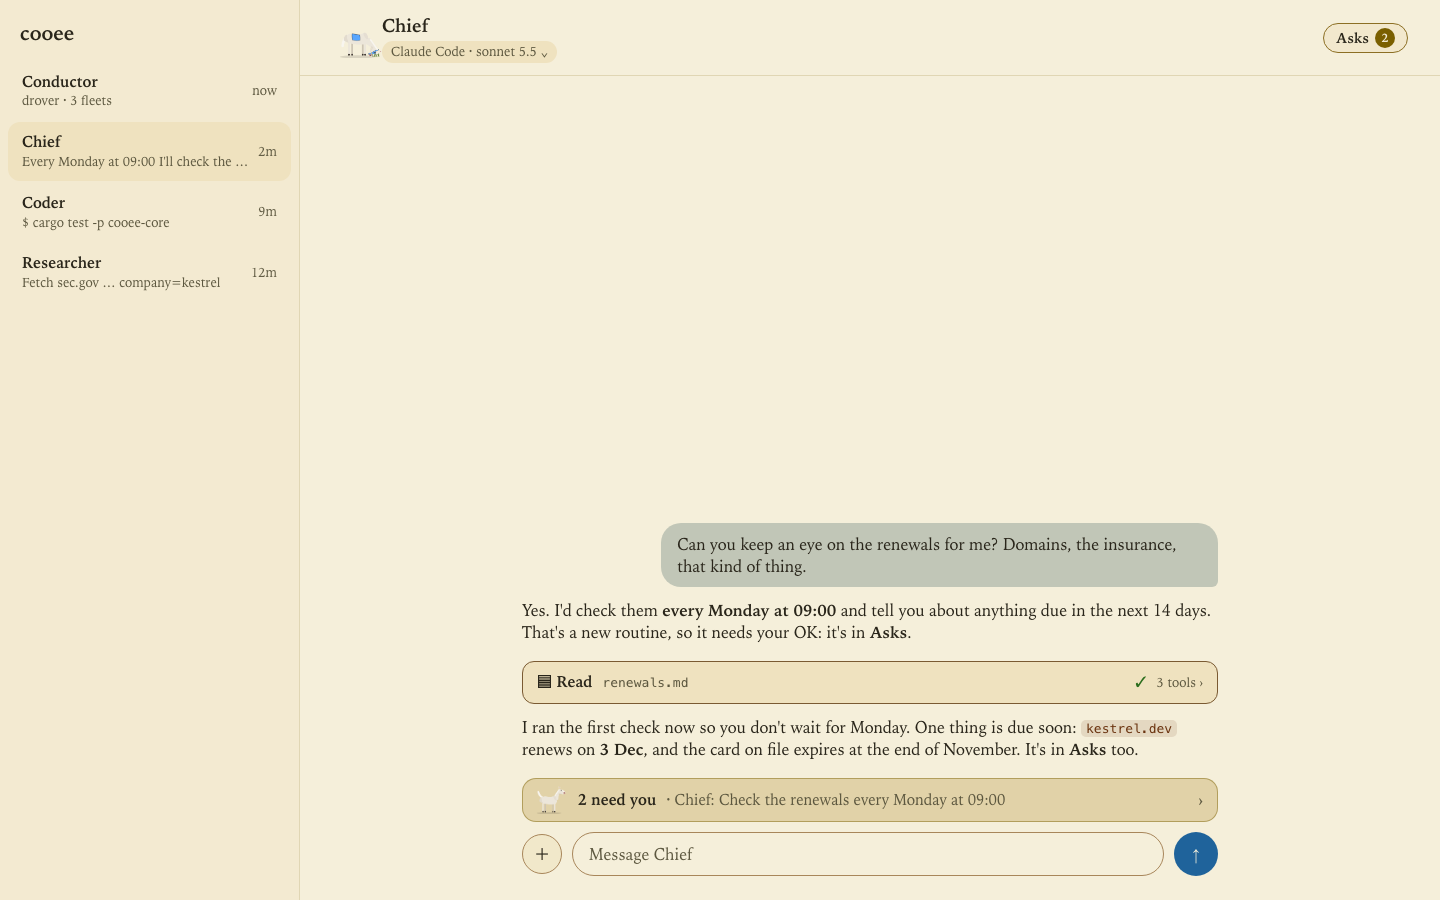 cooee
Conductor
now
drover · 3 fleets
Chief
2m
Every Monday at 09:00 I'll check the …
Coder
9m
$ cargo test -p cooee-core
Researcher
12m
Fetch sec.gov … company=kestrel
Chief
Claude Code · sonnet 5.5
Asks 2
Can you keep an eye on the renewals for me? Domains, the insurance,
that kind of thing.
Yes. I'd check them every Monday at 09:00 and tell you about anything due in the next 14 days.
That's a new routine, so it needs your OK: it's in Asks.
Read renewals.md ✓ 3 tools ›
I ran the first check now so you don't wait for Monday. One thing is due soon: kestrel.dev
renews on 3 Dec, and the card on file expires at the end of November. It's in Asks too.
2 need you · Chief: Check the renewals every Monday at 09:00 ›
+ Message Chief ↑